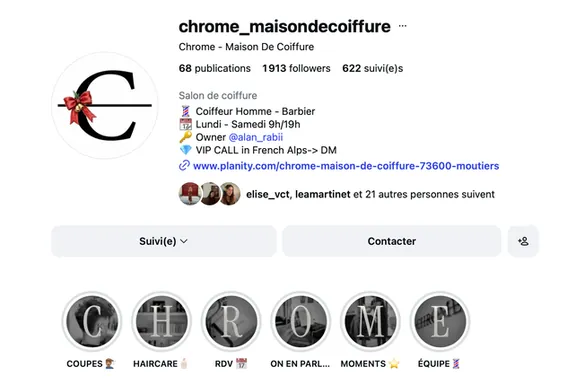 chrome_maisondecoiffure ...
Chrome - Maison De Coiffure
68 publications 1 913 followers 622 suivi(e)s
Salon de coiffure
💈 Coiffeur Homme - Barbier
📅 Lundi - Samedi 9h/19h
🔑 Owner @alan_rabii
💎 VIP CALL in French Alps-> DM
www.planity.com/chrome-maison-de-coiffure-73600-moutiers
elise_vct, leamartinet et 21 autres personnes suivent
Suivi(e) Contacter
C C H R O M E
COUPES HAIRCARE RDV 📅 ON EN PARL... MOMENTS ⭐ ÉQUIPE 💈